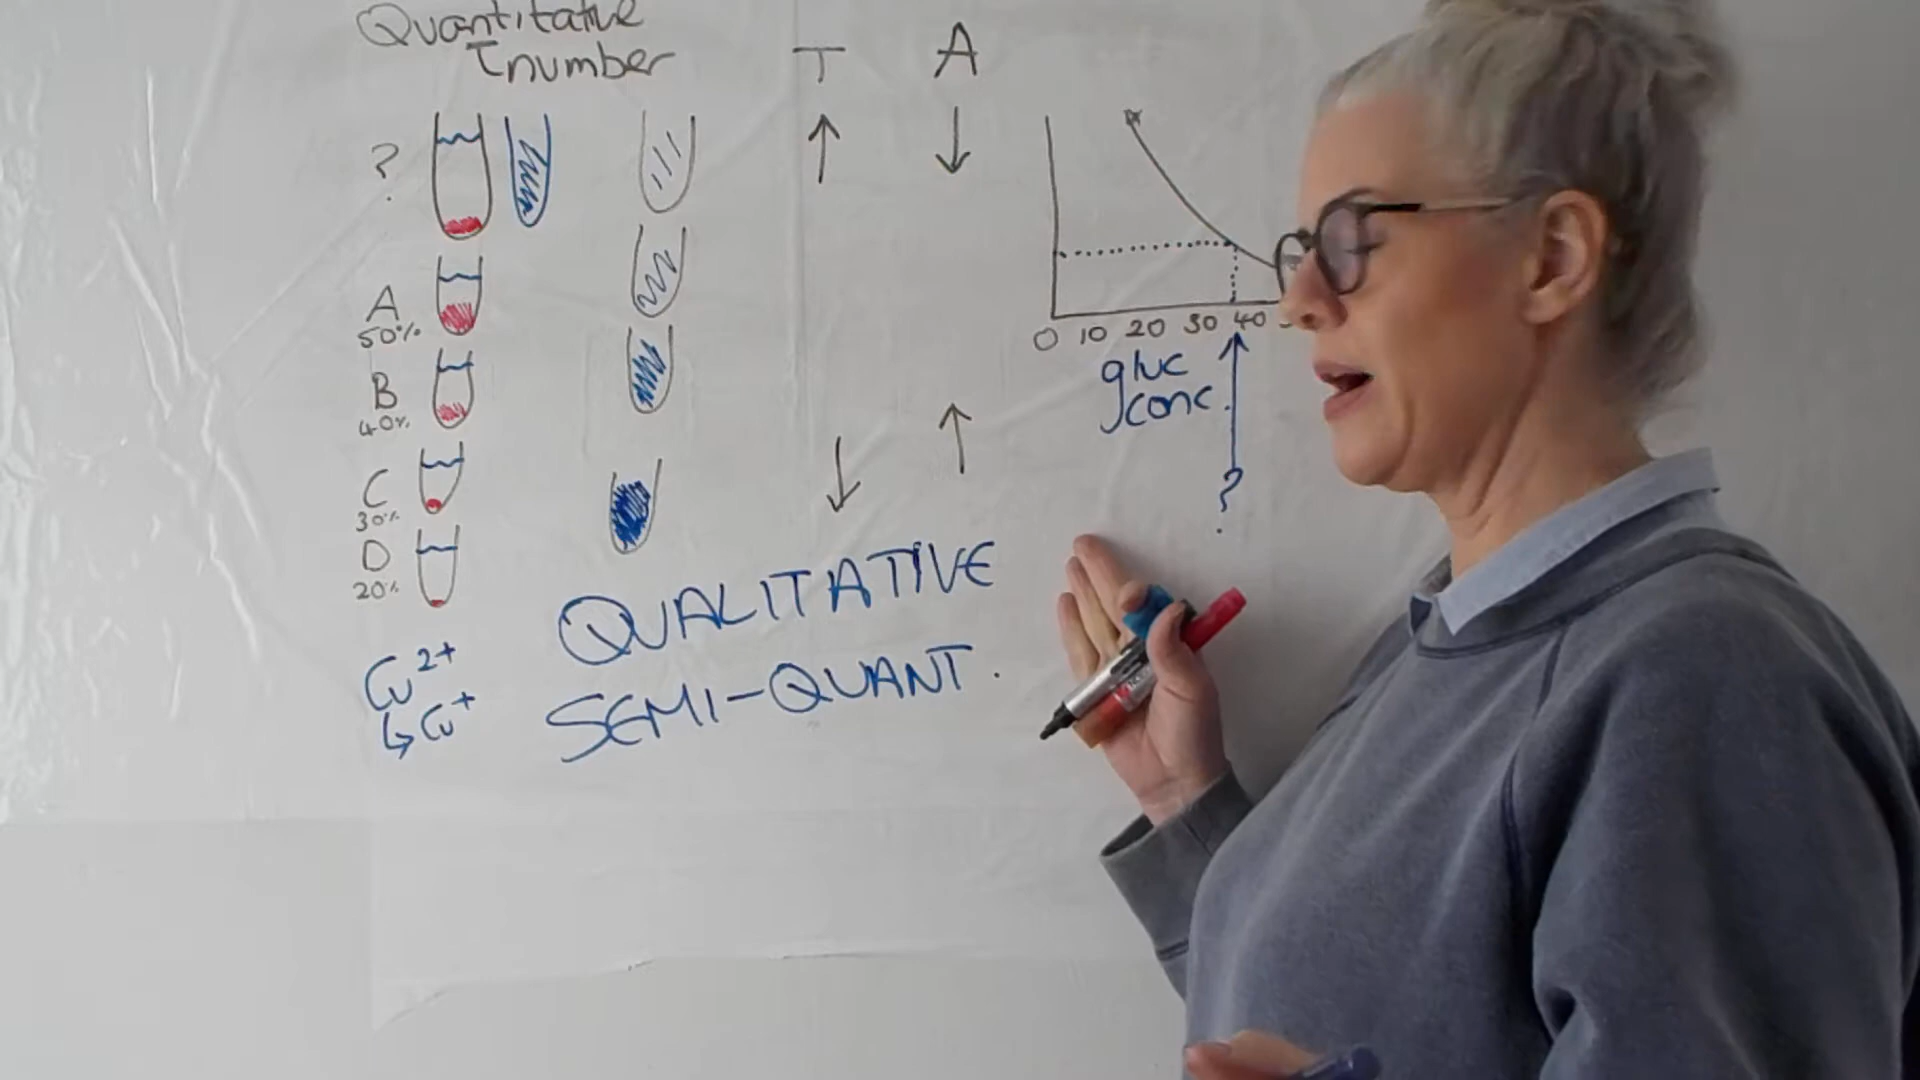 Quantitative
number
T
A
?
A
50%
B
40%
C
30%
D
20%
0 10 20 30 40
gluc
conc.
?
QUALITATIVE
SEMI-QUANT.
Cu2+
↳ Cu+